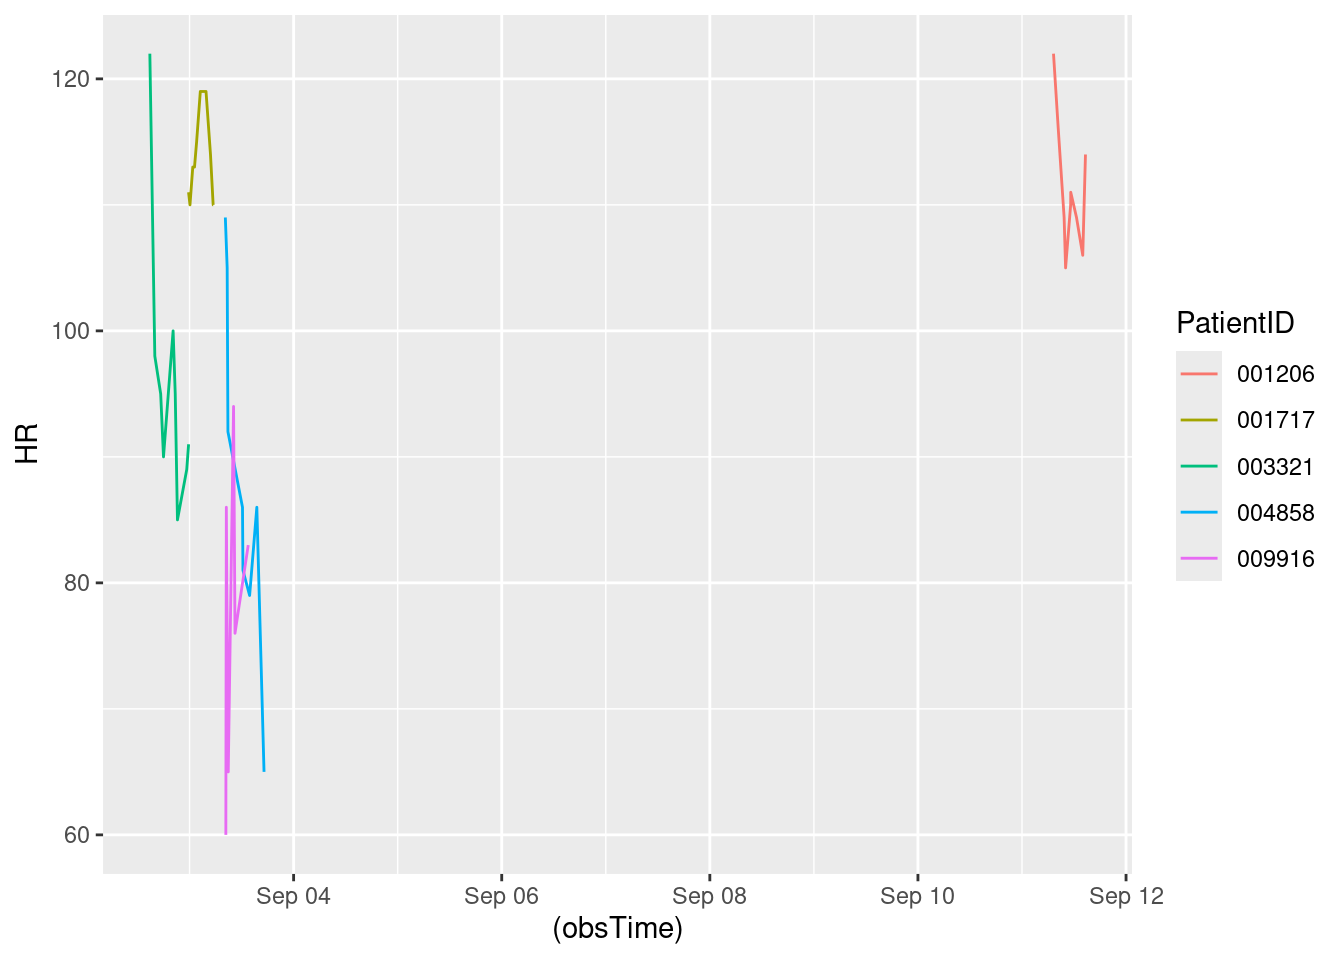 120
100
80
60
HR
Sep 04
Sep 06
Sep 08
Sep 10
Sep 12
(obsTime)
PatientID
001206
001717
003321
004858
009916